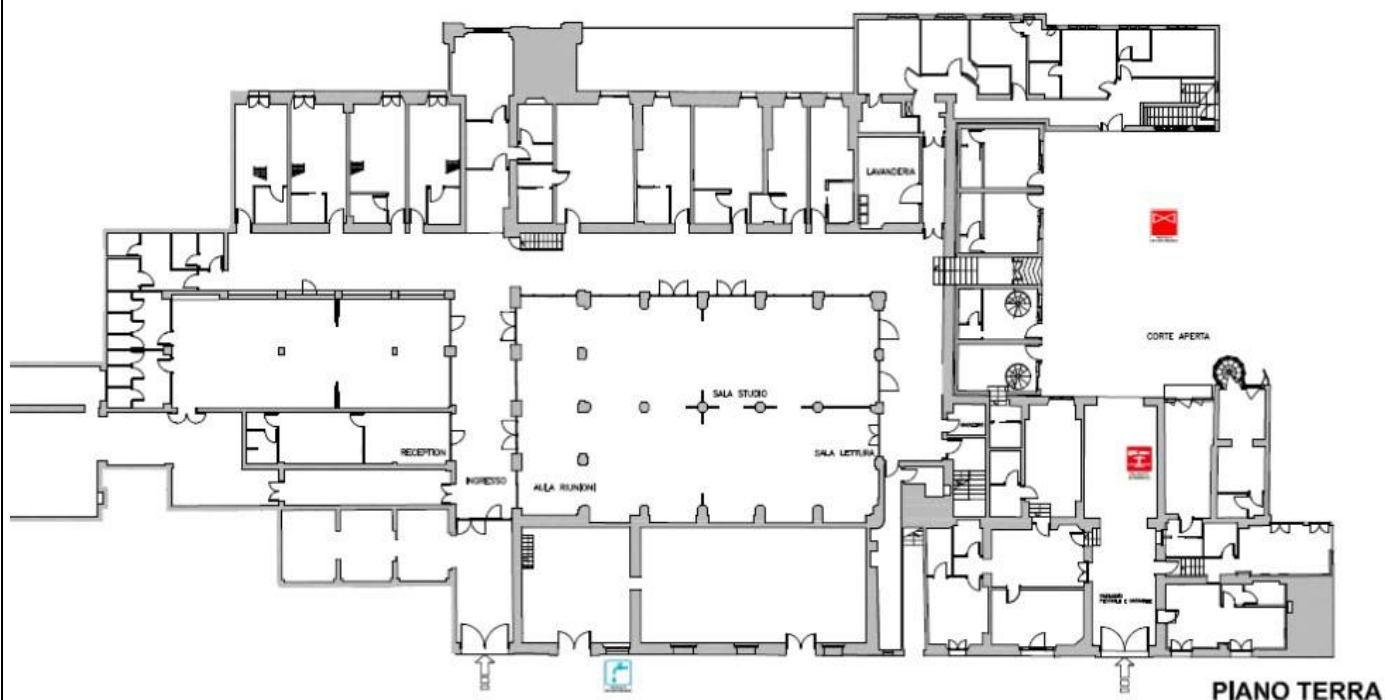 LAVANDERIA
CORTE APERTA
SALA STUDIO
RECEPTION
SALA LETTURA
INGRESSO
AULA RIUNIONI
PIANO TERRA